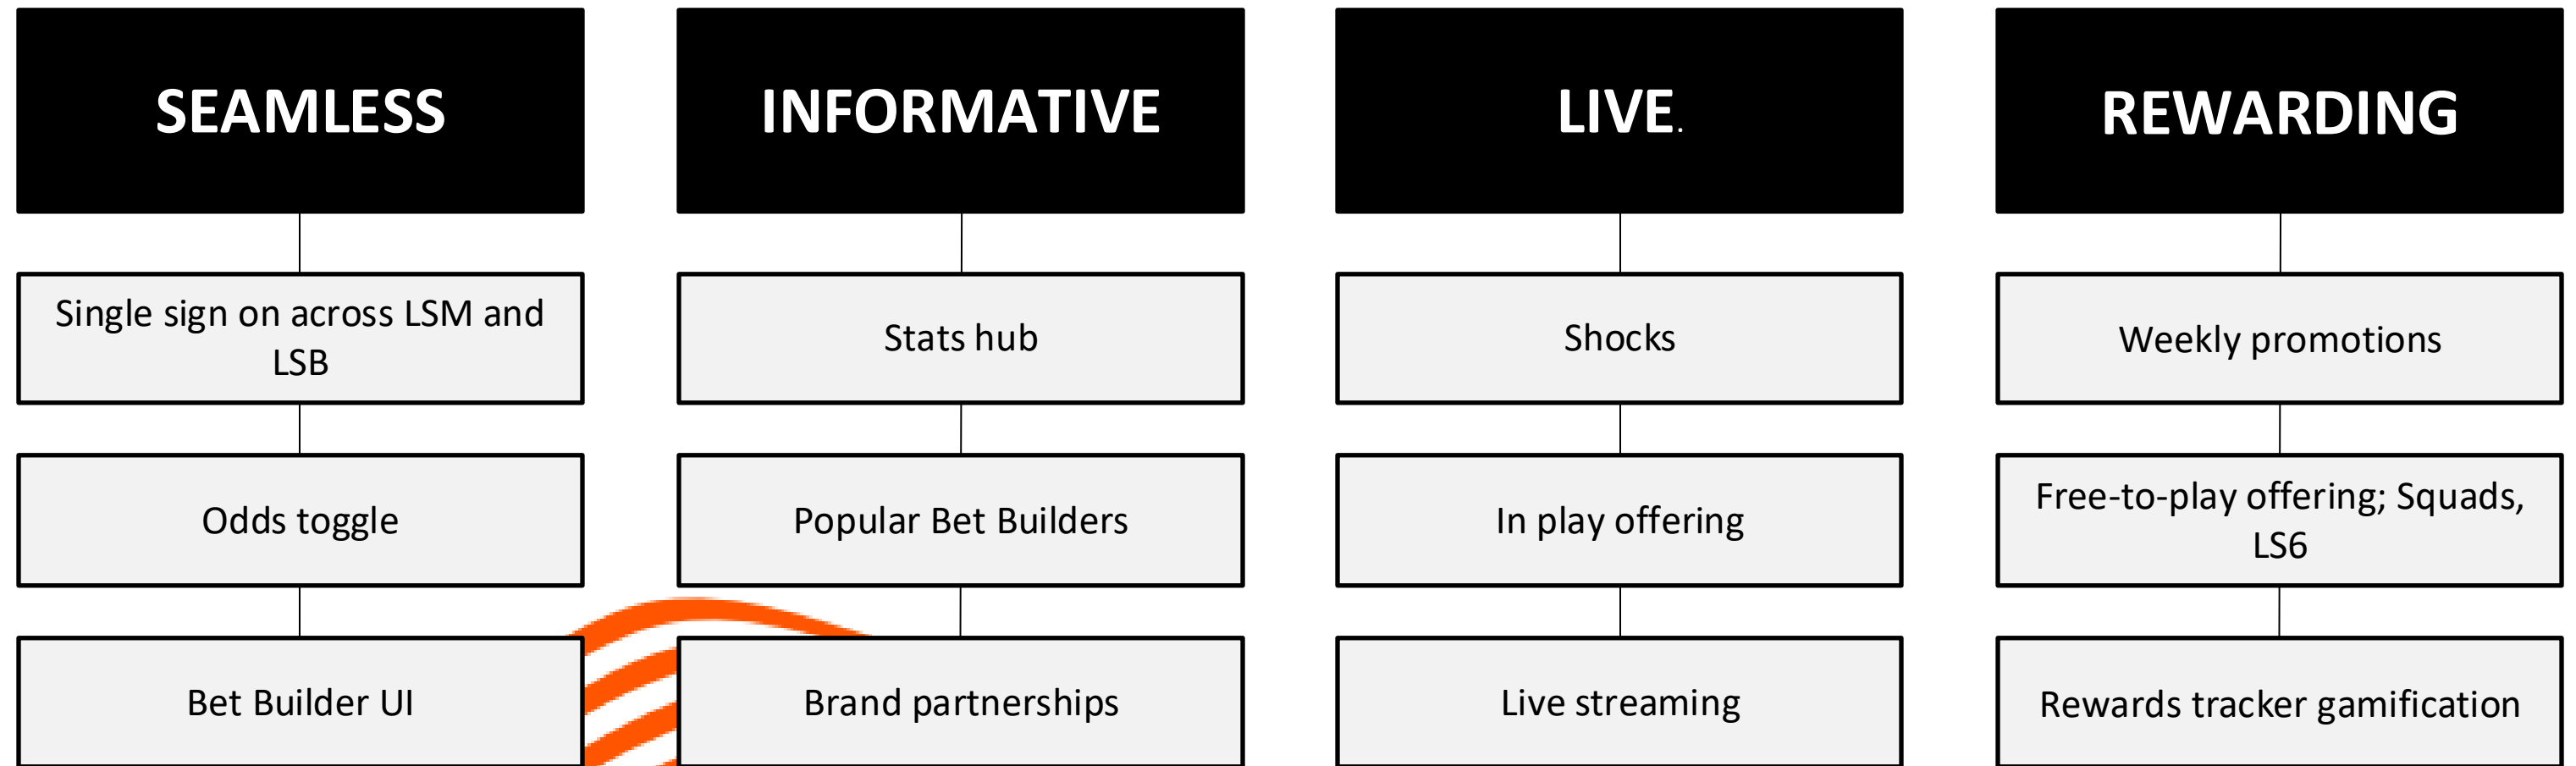 SEAMLESS
Single sign on across LSM and
LSB
Odds toggle
Bet Builder UI
INFORMATIVE
Stats hub
Popular Bet Builders
Brand partnerships
LIVE.
Shocks
In play offering
Live streaming
REWARDING
Weekly promotions
Free-to-play offering; Squads,
LS6
Rewards tracker gamification